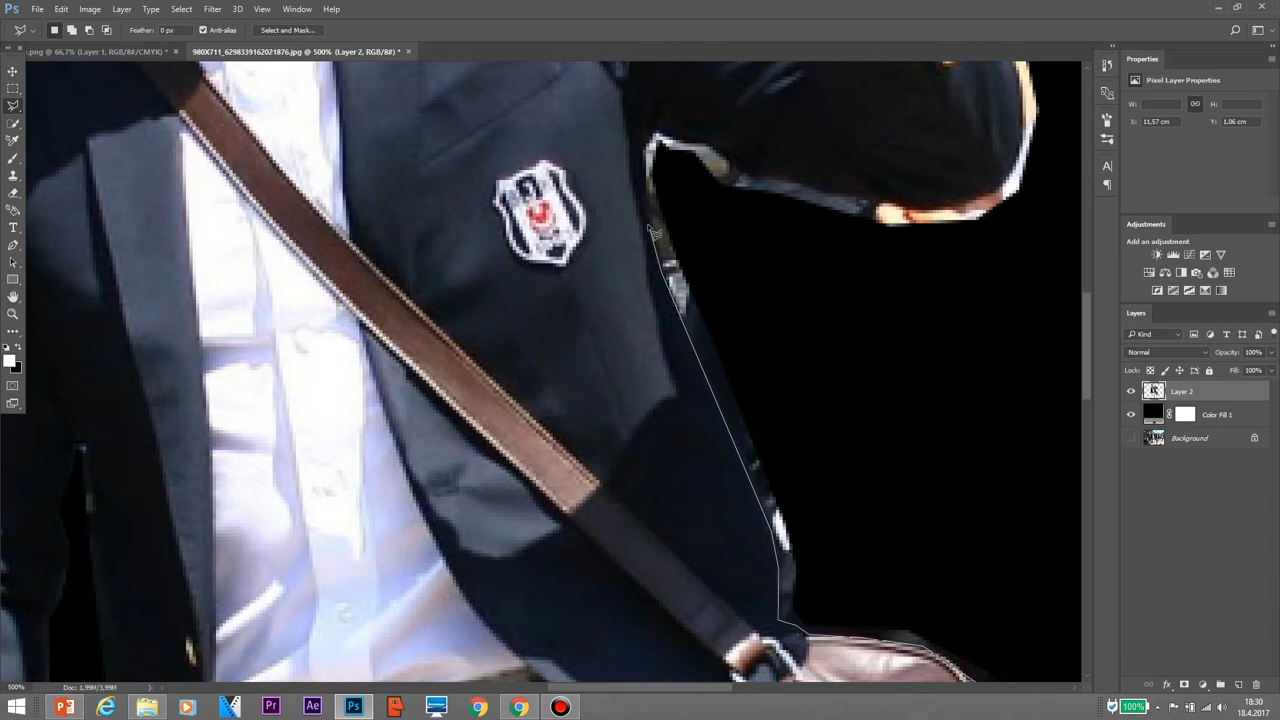 Ps File Edit Image Layer Type Select Filter 3D View Window Help
Feather: 0 px Anti-alias Select and Mask...
.png @ 66,7% (Layer 1, RGB/8#/CMYK) * × 980X711_6298339162021876.jpg @ 500% (Layer 2, RGB/8#) * ×
Properties
Pixel Layer Properties
W: H:
X: 11,57 cm Y: 1,06 cm
Adjustments
Add an adjustment
Layers
Kind
Normal Opacity: 100%
Lock: Fill: 100%
Layer 2
Color Fill 1
Background
500% Doc: 1,99M/3,99M
Pr Ae Ps 100% 18:30
18.4.2017